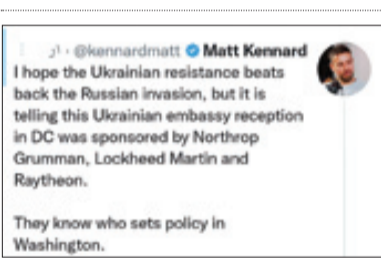 @kennardmatt Matt Kennard
I hope the Ukrainian resistance beats
back the Russian invasion, but it is
telling this Ukrainian embassy reception
in DC was sponsored by Northrop
Grumman, Lockheed Martin and
Raytheon.
They know who sets policy in
Washington.